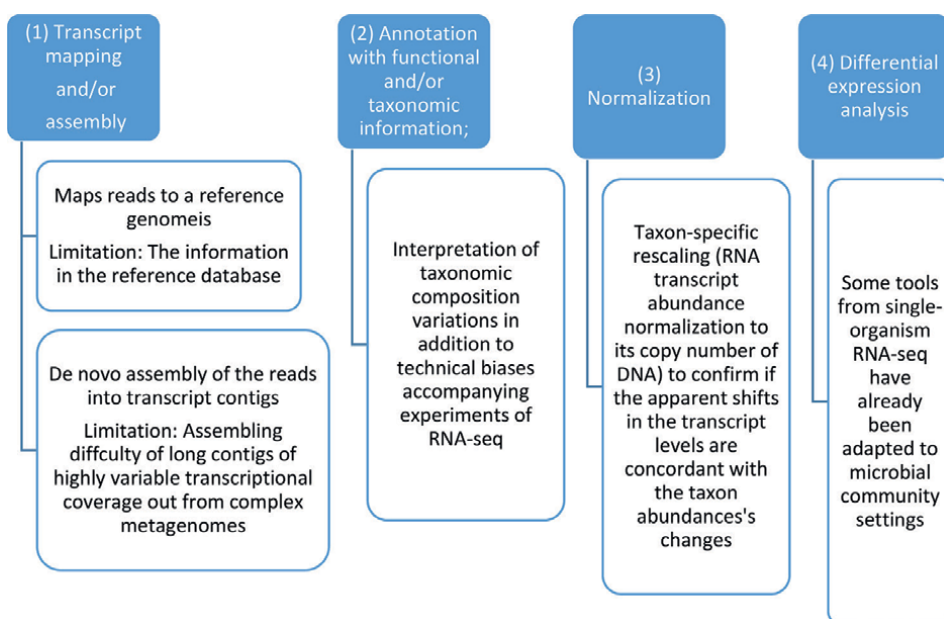 (1) Transcript
mapping
and/or
assembly
Maps reads to a reference
genomeis
Limitation: The information
in the reference database
De novo assembly of the reads
into transcript contigs
Limitation: Assembling
diffculty of long contigs of
highly variable transcriptional
coverage out from complex
metagenomes
(2) Annotation
with functional
and/or
taxonomic
information;
Interpretation of
taxonomic
composition
variations in
addition to
technical biases
accompanying
experiments of
RNA-seq
(3)
Normalization
Taxon-specific
rescaling (RNA
transcript
abundance
normalization to
its copy number of
DNA) to confirm if
the apparent shifts
in the transcript
levels are
concordant with
the taxon
abundances's
changes
(4) Differential
expression
analysis
Some tools
from single-
organism
RNA-seq
have
already
been
adapted to
microbial
community
settings